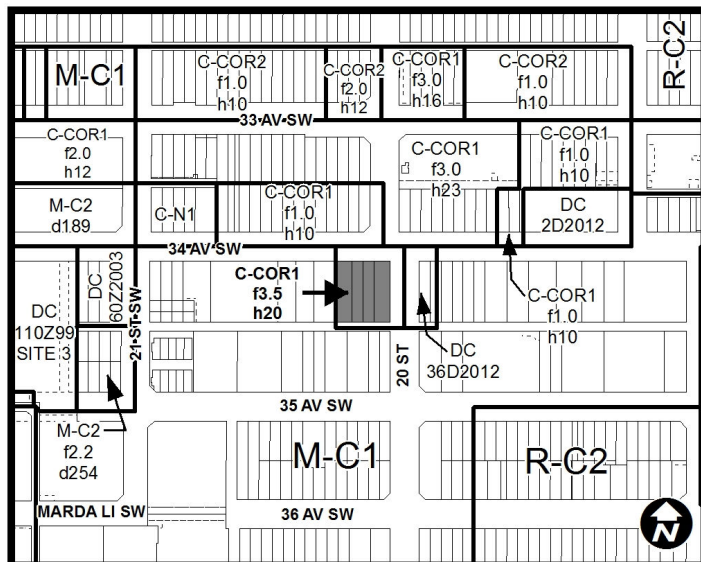 M-C1
C-COR2
f1.0
h10
C-COR2
f2.0
h12
C-COR1
f3.0
h16
C-COR2
f1.0
h10
R-C2
33 AV SW
C-COR1
f2.0
h12
C-COR1
f3.0
h23
C-COR1
f1.0
h10
M-C2
d189
C-N1
C-COR1
f1.0
h10
DC
2D2012
34 AV SW
DC
110Z99
SITE 3
DC
60Z2003
21 ST SW
C-COR1
f3.5
h20
C-COR1
f1.0
h10
20 ST
DC
36D2012
M-C2
f2.2
d254
35 AV SW
M-C1
R-C2
MARDA LI SW
36 AV SW
N